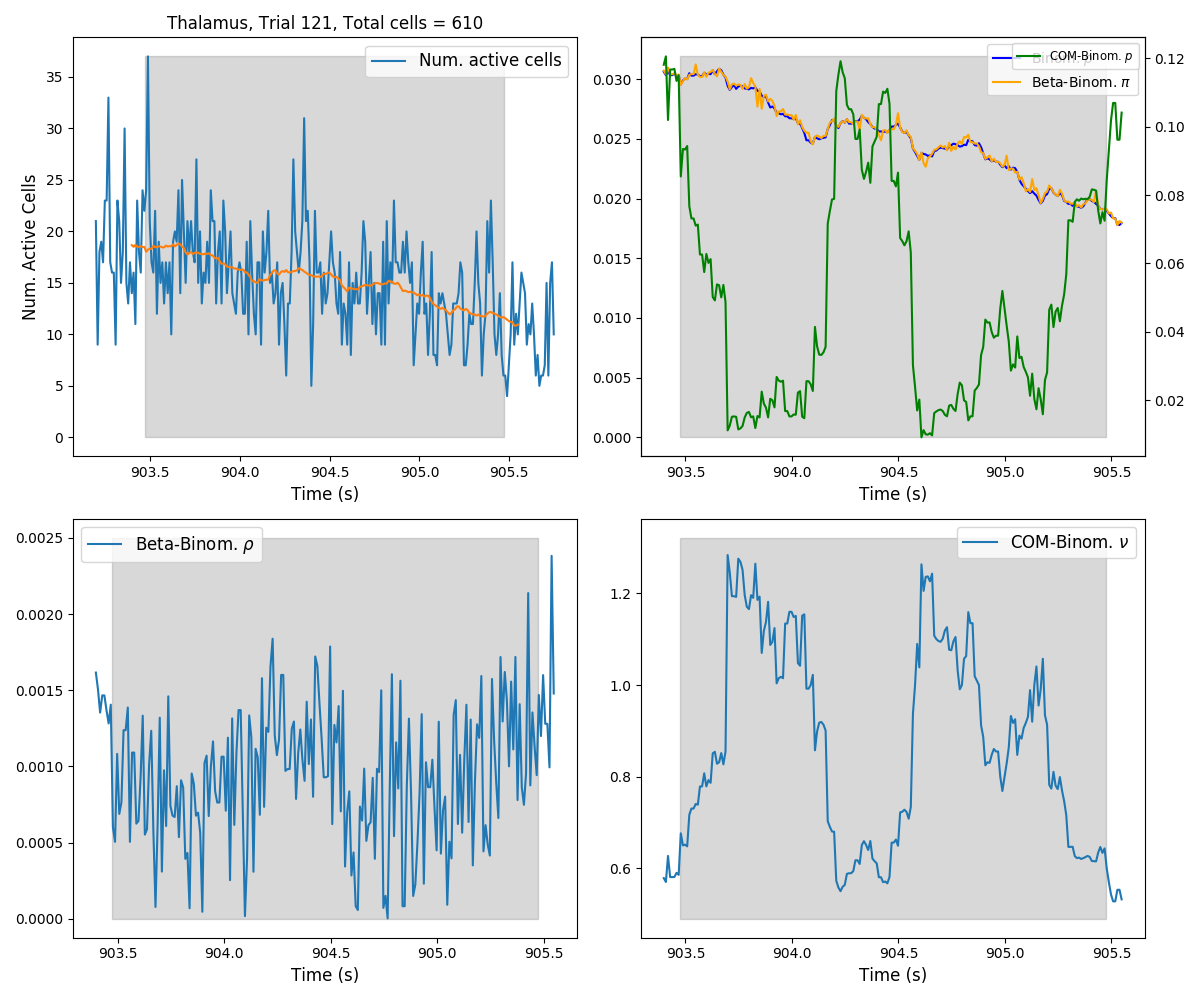 Thalamus, Trial 121, Total cells = 610
Num. active cells
Num. Active Cells
35
30
25
20
15
10
5
0
903.5 904.0 904.5 905.0 905.5
Time (s)
COM-Binom. p
Beta-Binom. π
0.030
0.025
0.020
0.015
0.010
0.005
0.000
0.12
0.10
0.08
0.06
0.04
0.02
903.5 904.0 904.5 905.0 905.5
Time (s)
Beta-Binom. ρ
0.0025
0.0020
0.0015
0.0010
0.0005
0.0000
903.5 904.0 904.5 905.0 905.5
Time (s)
COM-Binom. ν
1.2
1.0
0.8
0.6
903.5 904.0 904.5 905.0 905.5
Time (s)